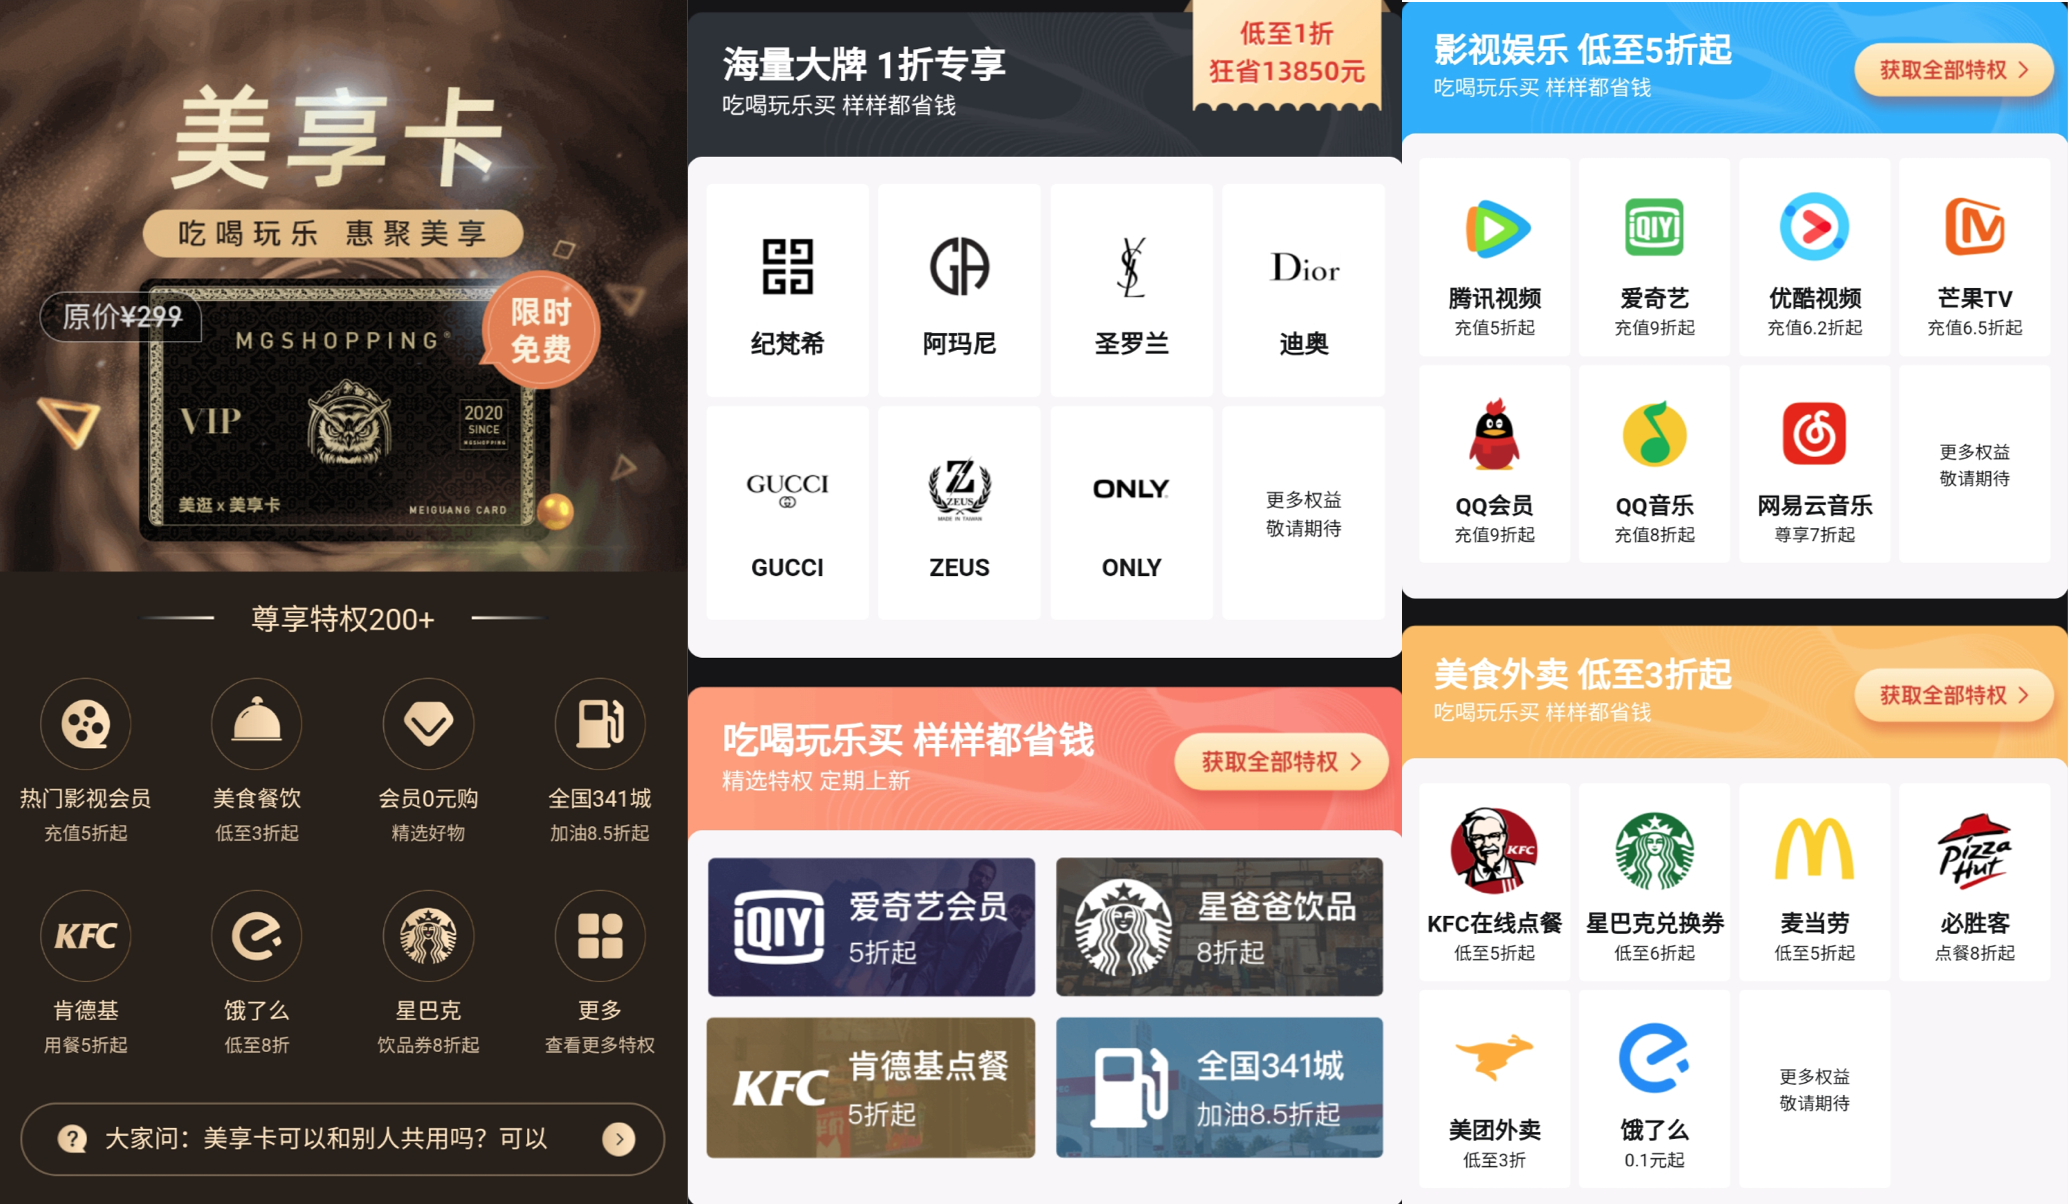 美享卡
吃喝玩乐 惠聚美享
原价¥299
限时
免费
MGSHOPPING®
VIP
2020
SINCE
MGSHOPPING
美逛 x 美享卡
MEIGUANG CARD
尊享特权200+
热门影视会员
充值5折起
美食餐饮
低至3折起
会员0元购
精选好物
全国341城
加油8.5折起
KFC
肯德基
用餐5折起
饿了么
低至8折
星巴克
饮品券8折起
更多
查看更多特权
大家问：美享卡可以和别人共用吗？可以
海量大牌 1折专享
吃喝玩乐买 样样都省钱
低至1折
狂省13850元
纪梵希
GA
阿玛尼
YSL
圣罗兰
Dior
迪奥
GUCCI
GUCCI
Z
ZEUS
MADE IN TAIWAN
ZEUS
ONLY
ONLY
更多权益
敬请期待
吃喝玩乐买 样样都省钱
精选特权 定期上新
获取全部特权
iQIYI
爱奇艺会员
5折起
星爸爸饮品
8折起
KFC
肯德基点餐
5折起
全国341城
加油8.5折起
影视娱乐 低至5折起
吃喝玩乐买 样样都省钱
获取全部特权
腾讯视频
充值5折起
iQIYI
爱奇艺
充值9折起
优酷视频
充值6.2折起
芒果TV
充值6.5折起
QQ会员
充值9折起
QQ音乐
充值8折起
网易云音乐
尊享7折起
更多权益
敬请期待
美食外卖 低至3折起
吃喝玩乐买 样样都省钱
获取全部特权
KFC
KFC在线点餐
低至5折起
星巴克兑换券
低至6折起
麦当劳
低至5折起
Pizza
Hut
必胜客
点餐8折起
美团外卖
低至3折
饿了么
0.1元起
更多权益
敬请期待